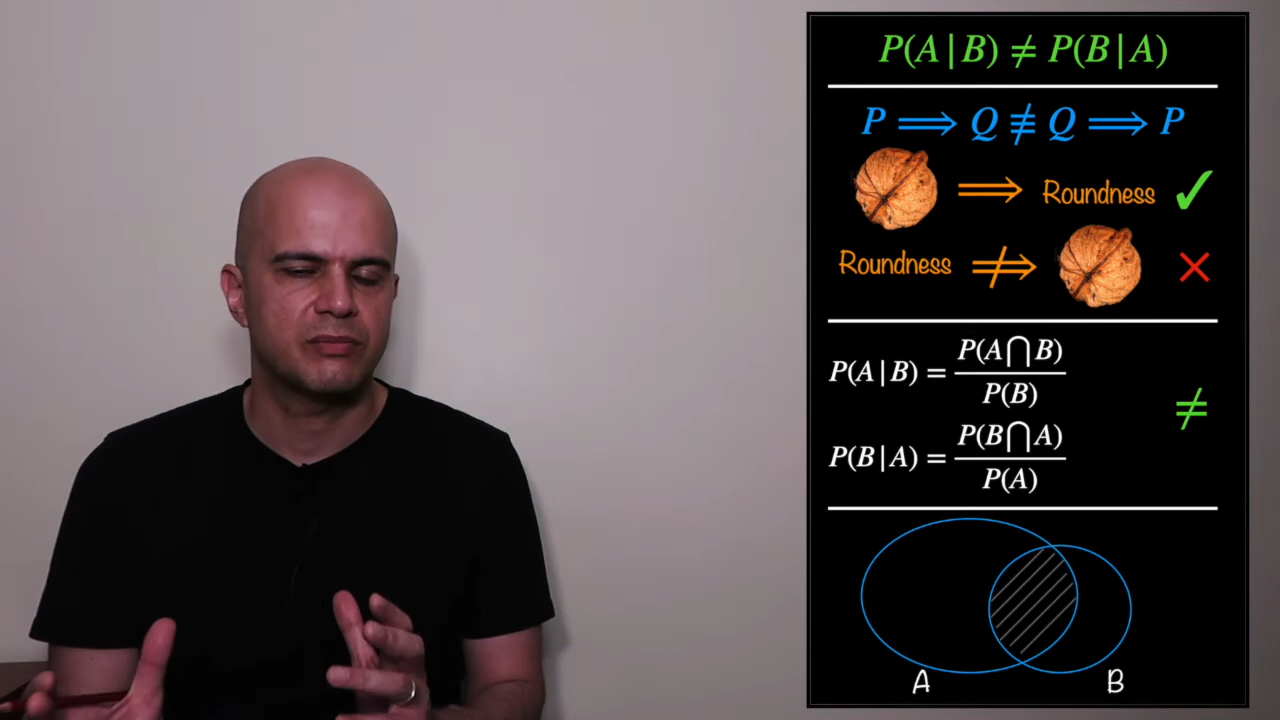 P(A|B) ≠ P(B|A)
P ⟹ Q ≢ Q ⟹ P
⟹ Roundness ✓
Roundness ⇏ ✕
P(A|B) = P(A⋂B) / P(B)
≠
P(B|A) = P(B⋂A) / P(A)
A B